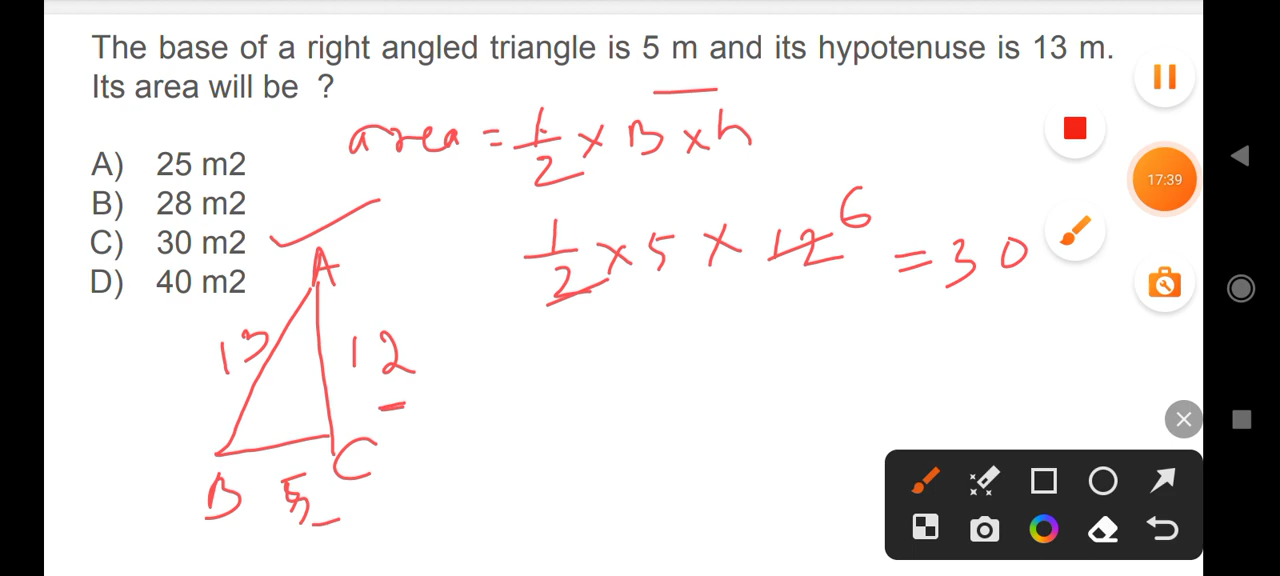 The base of a right angled triangle is 5 m and its hypotenuse is 13 m.
Its area will be ?
area = 1/2 × B × h
A) 25 m2
B) 28 m2
C) 30 m2
D) 40 m2
1/2 × 5 × 12 6 = 30
17:39
A
13
12
B
5
C